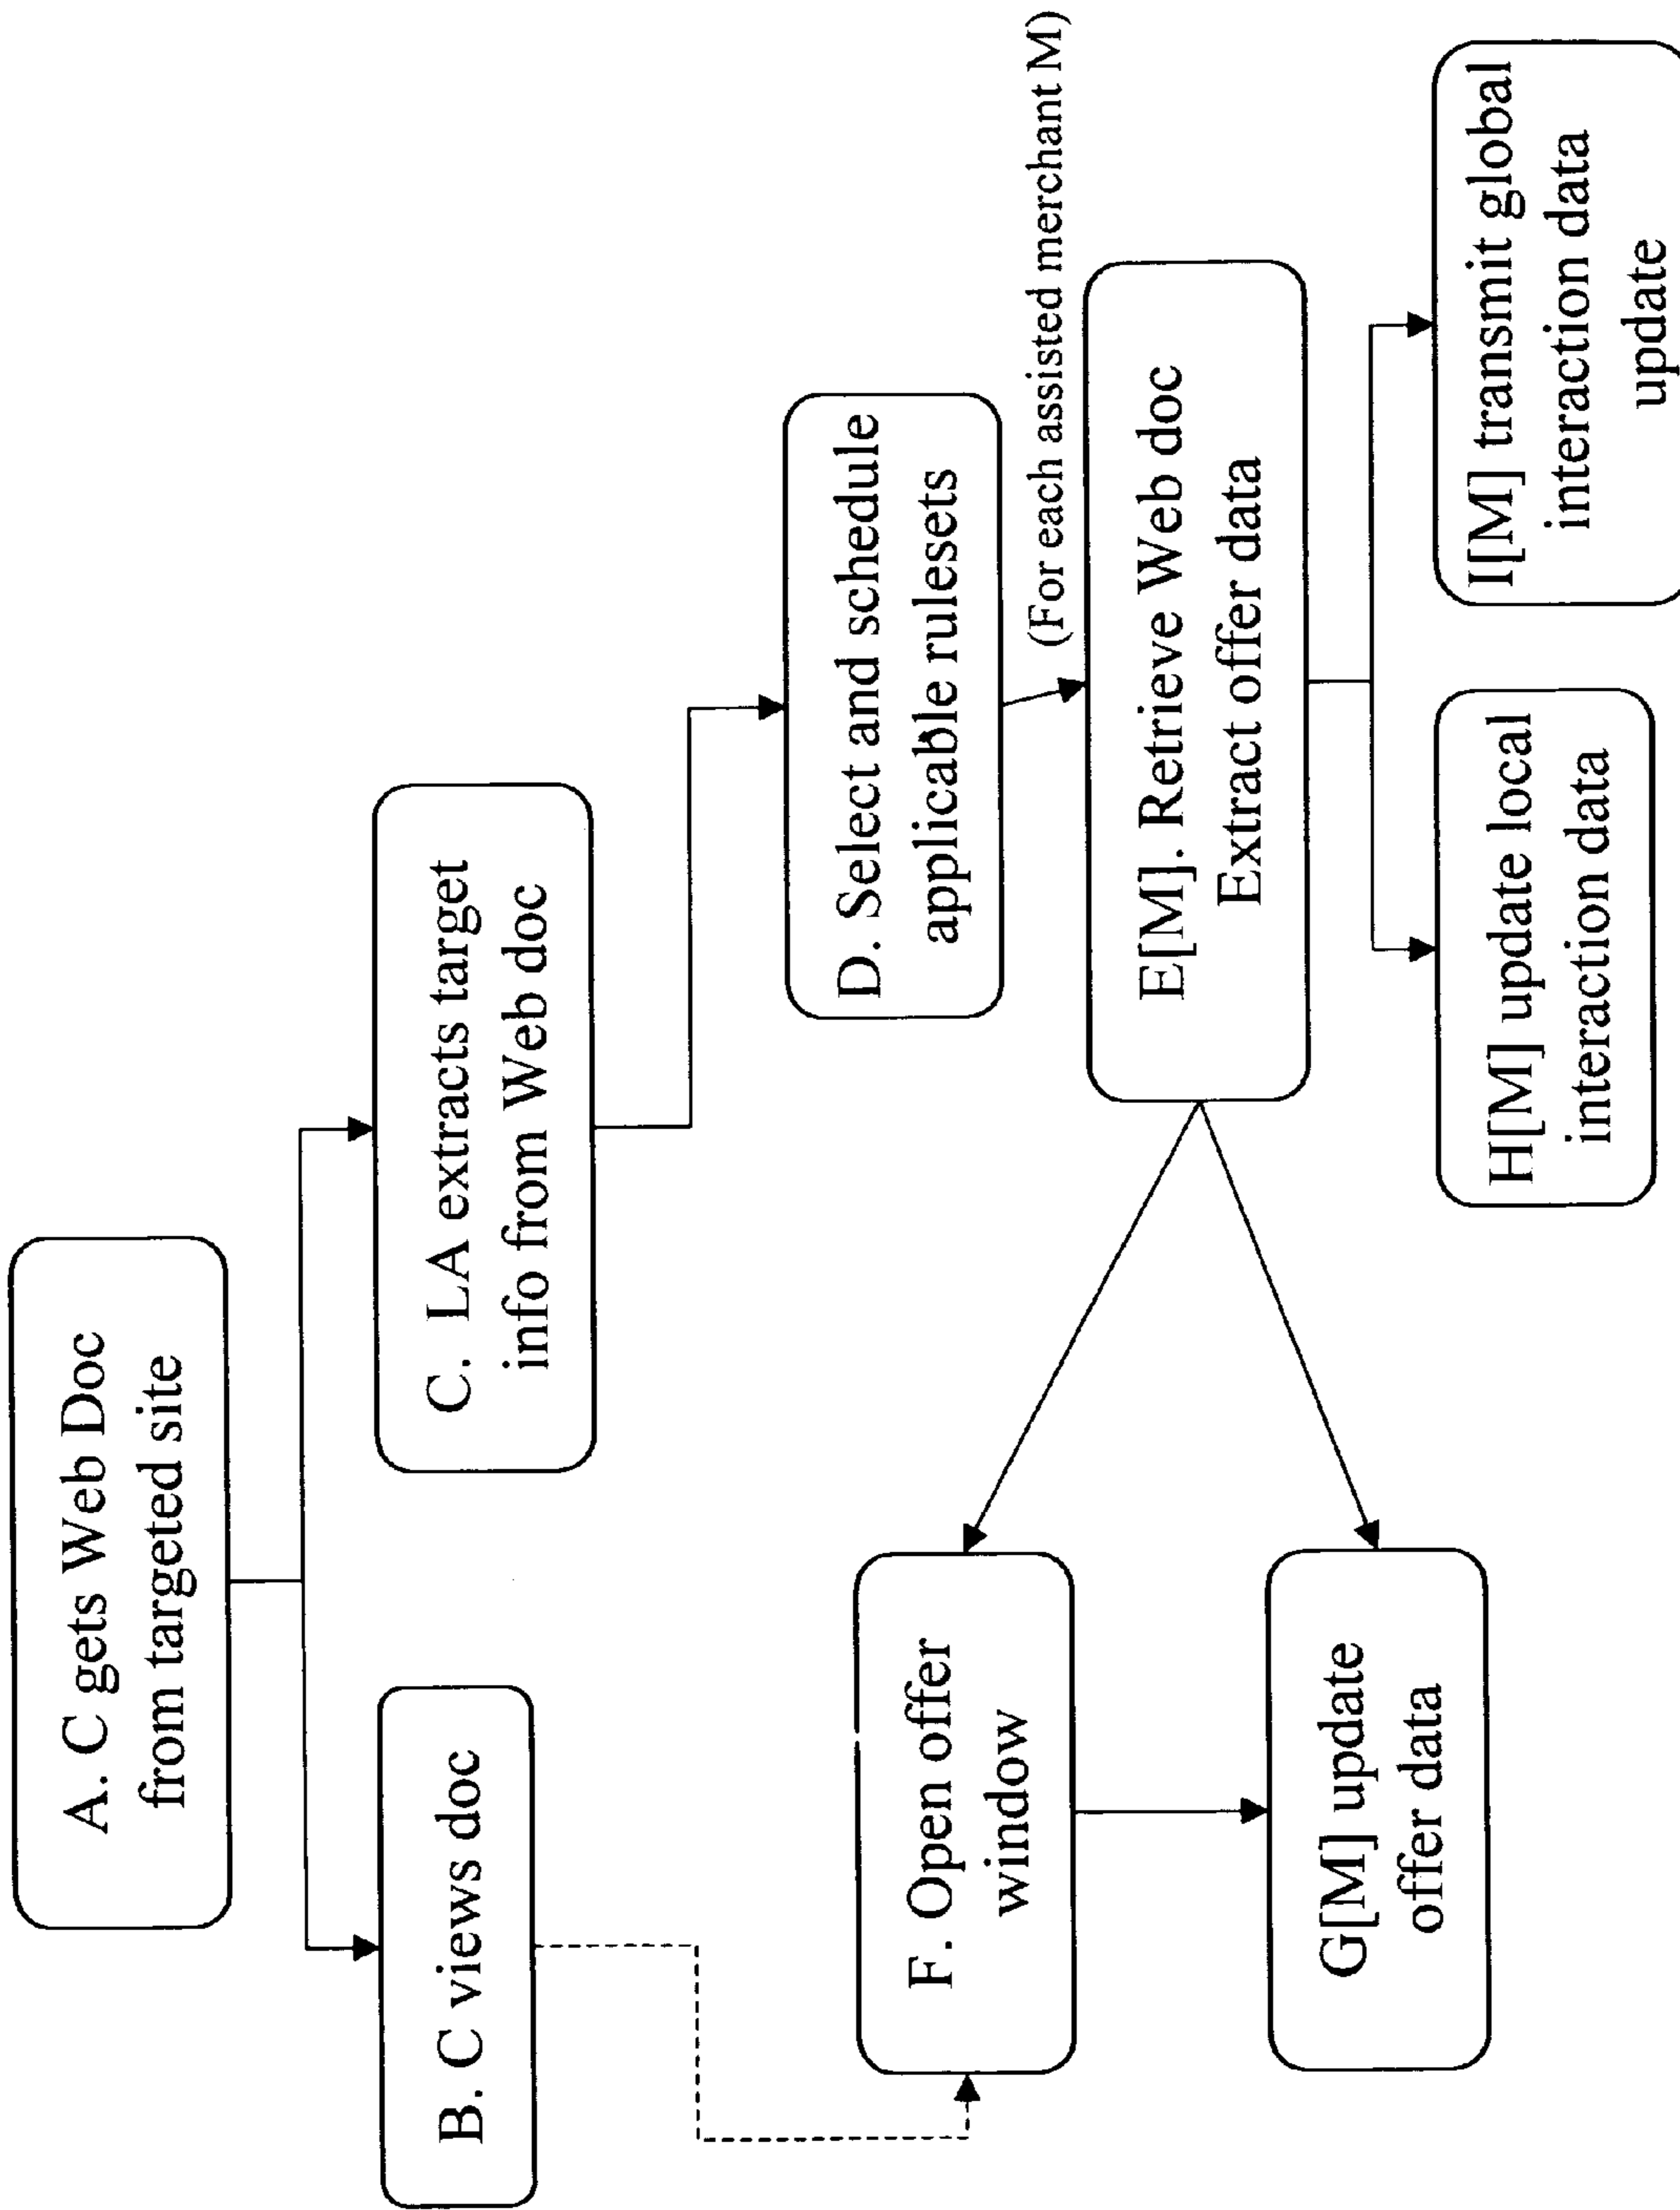 A. C gets Web Doc
from targeted site
B. C views doc
C. LA extracts target
info from Web doc
D. Select and schedule
applicable rulesets
(For each assisted merchant M)
E[M]. Retrieve Web doc
Extract offer data
F. Open offer
window
G[M] update
offer data
H[M] update local
interaction data
I[M] transmit global
interaction data
update